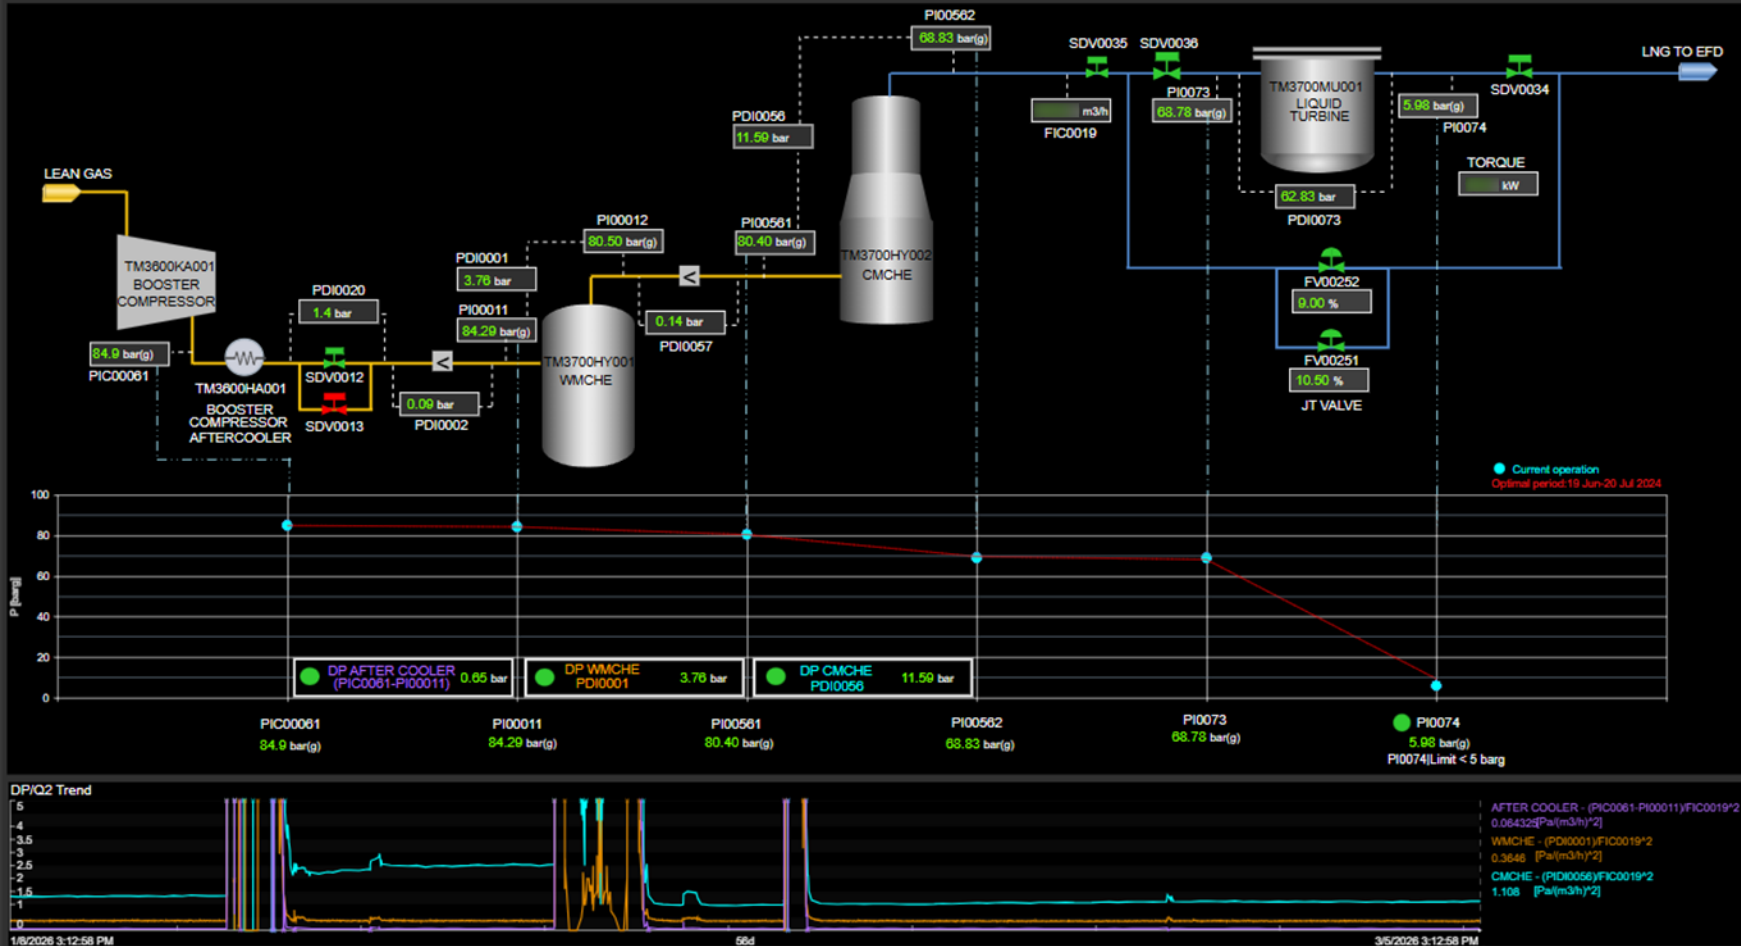 PI00562
68.83 bar(g)
SDV0035
SDV0036
LNG TO EFD
TM3700MU001
LIQUID
TURBINE
PI0073
68.78 bar(g)
m3/h
FIC0019
5.98 bar(g)
PI0074
SDV0034
PDI0056
11.59 bar
TORQUE
kW
LEAN GAS
62.83 bar
PDI0073
PI00012
80.50 bar(g)
PI00561
80.40 bar(g)
TM3700HY002
CMCHE
TM3600KA001
BOOSTER
COMPRESSOR
PDI0001
3.76 bar
PDI0020
1.4 bar
PI00011
84.29 bar(g)
<
0.14 bar
PDI0057
FV00252
9.00 %
84.9 bar(g)
PIC00061
TM3600HA001
BOOSTER
COMPRESSOR
AFTERCOOLER
SDV0012
SDV0013
<
0.09 bar
PDI0002
TM3700HY001
WMCHE
FV00251
10.50 %
JT VALVE
Current operation
Optimal period:19 Jun-20 Jul 2024
100
80
60
40
20
0
P [barg]
DP AFTER COOLER
(PIC0061-PI00011)
0.65 bar
DP WMCHE
PDI0001
3.76 bar
DP CMCHE
PDI0056
11.59 bar
PIC00061
84.9 bar(g)
PI00011
84.29 bar(g)
PI00561
80.40 bar(g)
PI00562
68.83 bar(g)
PI0073
68.78 bar(g)
PI0074
5.98 bar(g)
PI0074|Limit < 5 barg
DP/Q2 Trend
5
4
3.5
3
2.5
2
1.5
0
AFTER COOLER - (PIC0061-PI00011)/FIC0019^2
0.064325[Pa/(m3/h)^2]
WMCHE - (PDI0001)/FIC0019^2
0.3646 [Pa/(m3/h)^2]
CMCHE - (PIDI0056)/FIC0019^2
1.108 [Pa/(m3/h)^2]
1/8/2026 3:12:58 PM
56d
3/5/2026 3:12:58 PM